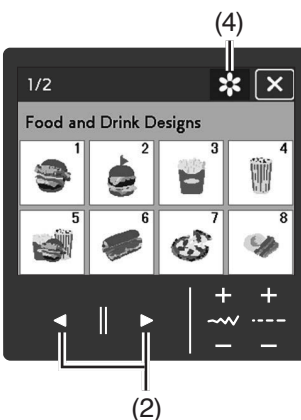 (4)
1/2
Food and Drink Designs
1 2 3 4
5 6 7 8
+ +
− −
(2)